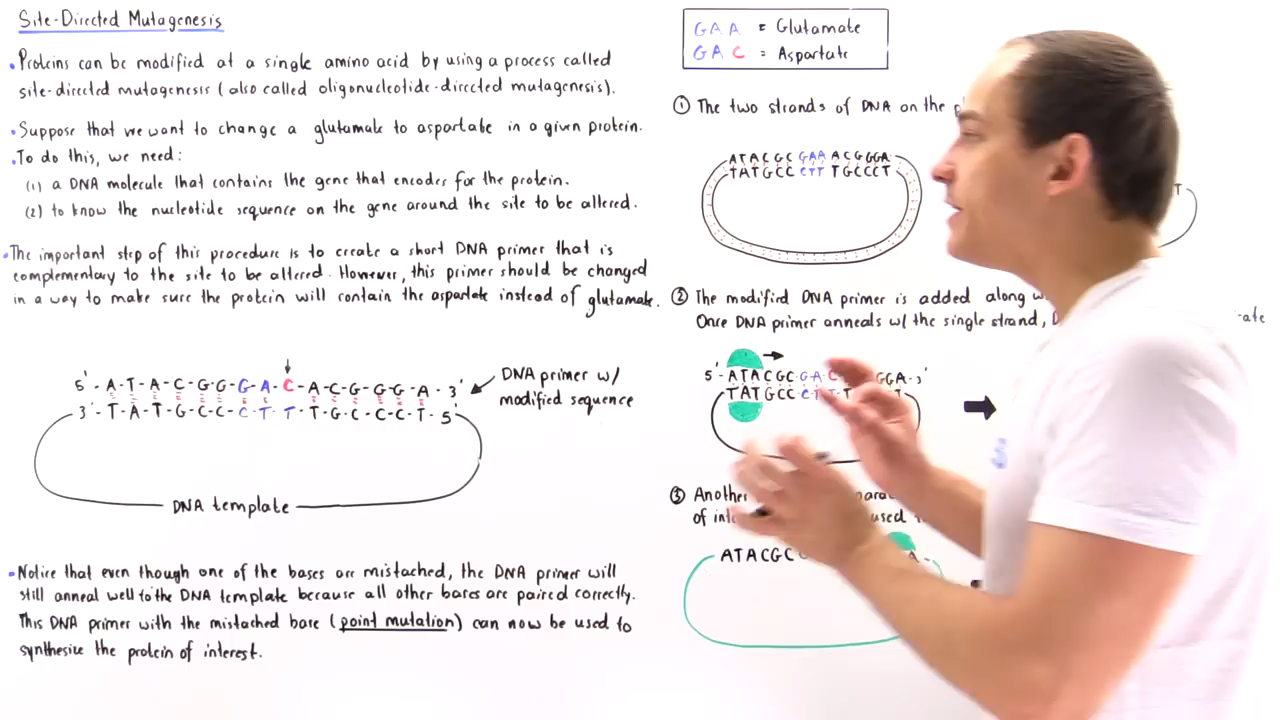 Site-Directed Mutagenesis
• Proteins can be modified at a single amino acid by using a process called
site-directed mutagenesis (also called oligonucleotide-directed mutagenesis).
• Suppose that we want to change a glutamate to aspartate in a given protein.
• To do this, we need:
(1) a DNA molecule that contains the gene that encodes for the protein.
(2) to know the nucleotide sequence on the gene around the site to be altered.
• The important step of this procedure is to create a short DNA primer that is
complementary to the site to be altered. However, this primer should be changed
in a way to make sure the protein will contain the aspartate instead of glutamate.
5' - A - T - A - C - G - G - G - A - C - A - C - G - G - G - A - 3'
3' - T - A - T - G - C - C - C - T - T - T - G - C - C - C - T - 5'
DNA primer w/
modified sequence
DNA template
• Notice that even though one of the bases are mistached, the DNA primer will
still anneal well to the DNA template because all other bases are paired correctly.
This DNA primer with the mistached base (point mutation) can now be used to
synthesize the protein of interest.
GAA = Glutamate
GAC = Aspartate
① The two strands of DNA on the
ATACGC GAA ACGGGA
TATGCC CTT TGCCCT
T
② The modified DNA primer is added along
Once DNA primer anneals w/ the single strand,
5' - ATACGC-GA-C GGA-3'
TATGCC-C T
③ Another
of used
ATACGC A